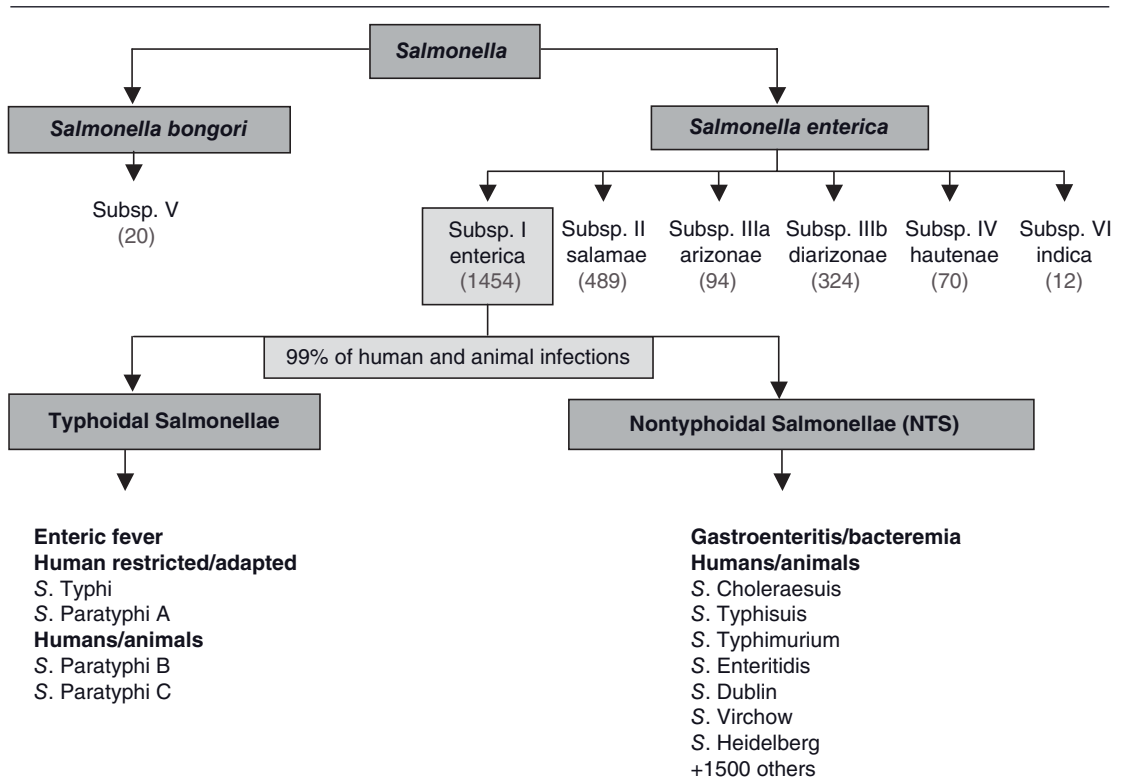 Salmonella
Salmonella bongori
Salmonella enterica
Subsp. V
(20)
Subsp. I
enterica
(1454)
Subsp. II
salamae
(489)
Subsp. IIIa
arizonae
(94)
Subsp. IIIb
diarizonae
(324)
Subsp. IV
hautenae
(70)
Subsp. VI
indica
(12)
99% of human and animal infections
Typhoidal Salmonellae
Nontyphoidal Salmonellae (NTS)
Enteric fever
Human restricted/adapted
S. Typhi
S. Paratyphi A
Humans/animals
S. Paratyphi B
S. Paratyphi C
Gastroenteritis/bacteremia
Humans/animals
S. Choleraesuis
S. Typhisuis
S. Typhimurium
S. Enteritidis
S. Dublin
S. Virchow
S. Heidelberg
+1500 others